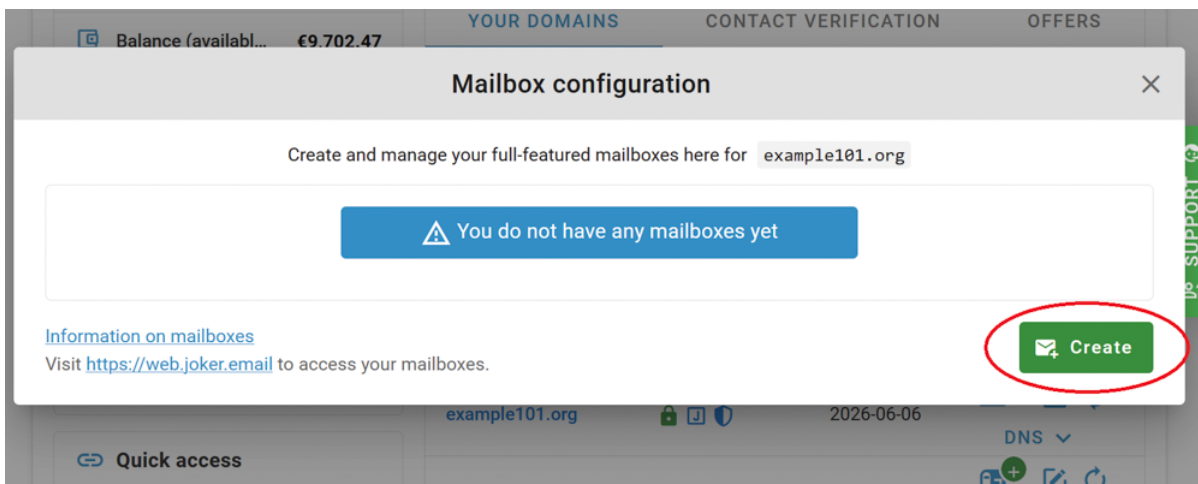 YOUR DOMAINS
CONTACT VERIFICATION
OFFERS
Balance (availabl... €9,702.47
Mailbox configuration
Create and manage your full-featured mailboxes here for example101.org
You do not have any mailboxes yet
SUPPORT
Information on mailboxes
Visit https://web.joker.email to access your mailboxes.
Create
example101.org
2026-06-06
DNS
Quick access